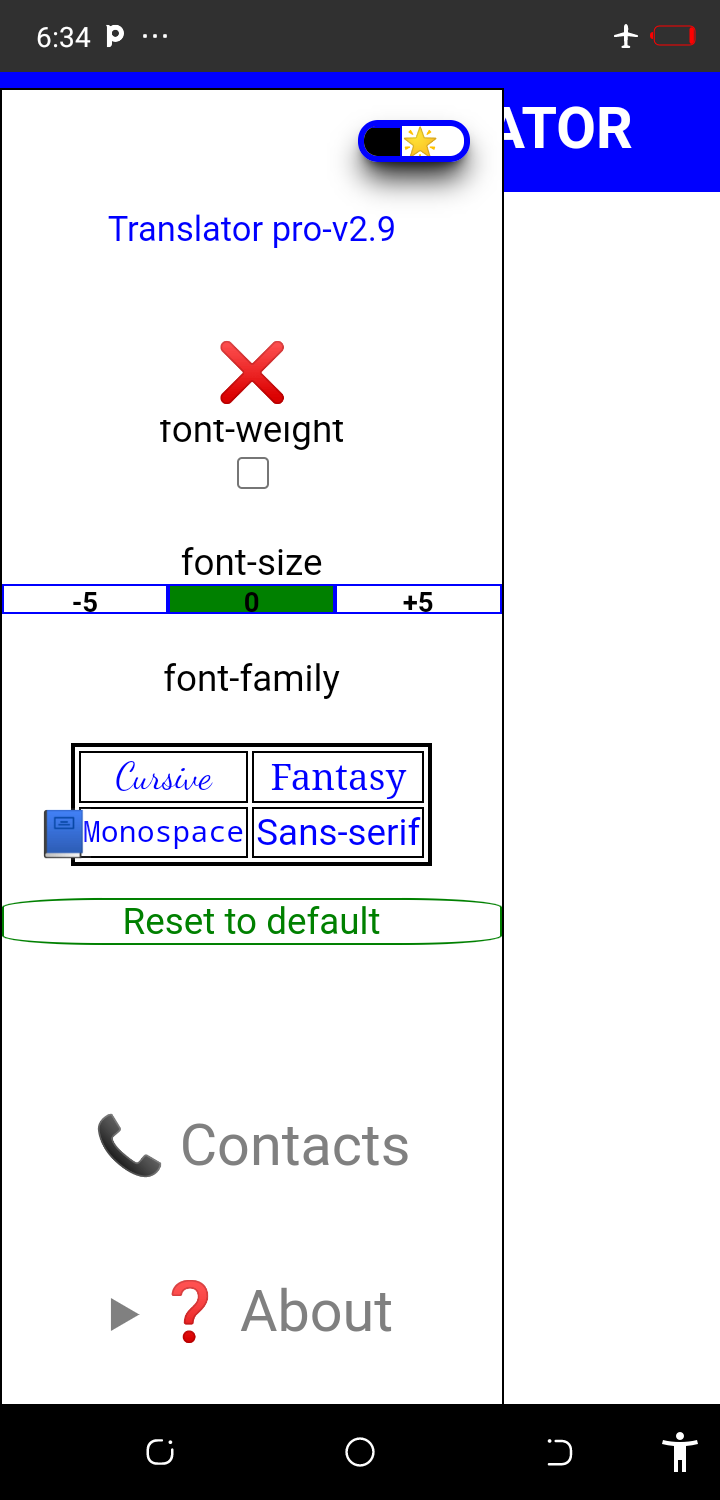 6:34
ATOR
Translator pro-v2.9
font-weight
font-size
-5 0 +5
font-family
Cursive Fantasy
Monospace Sans-serif
Reset to default
Contacts
About